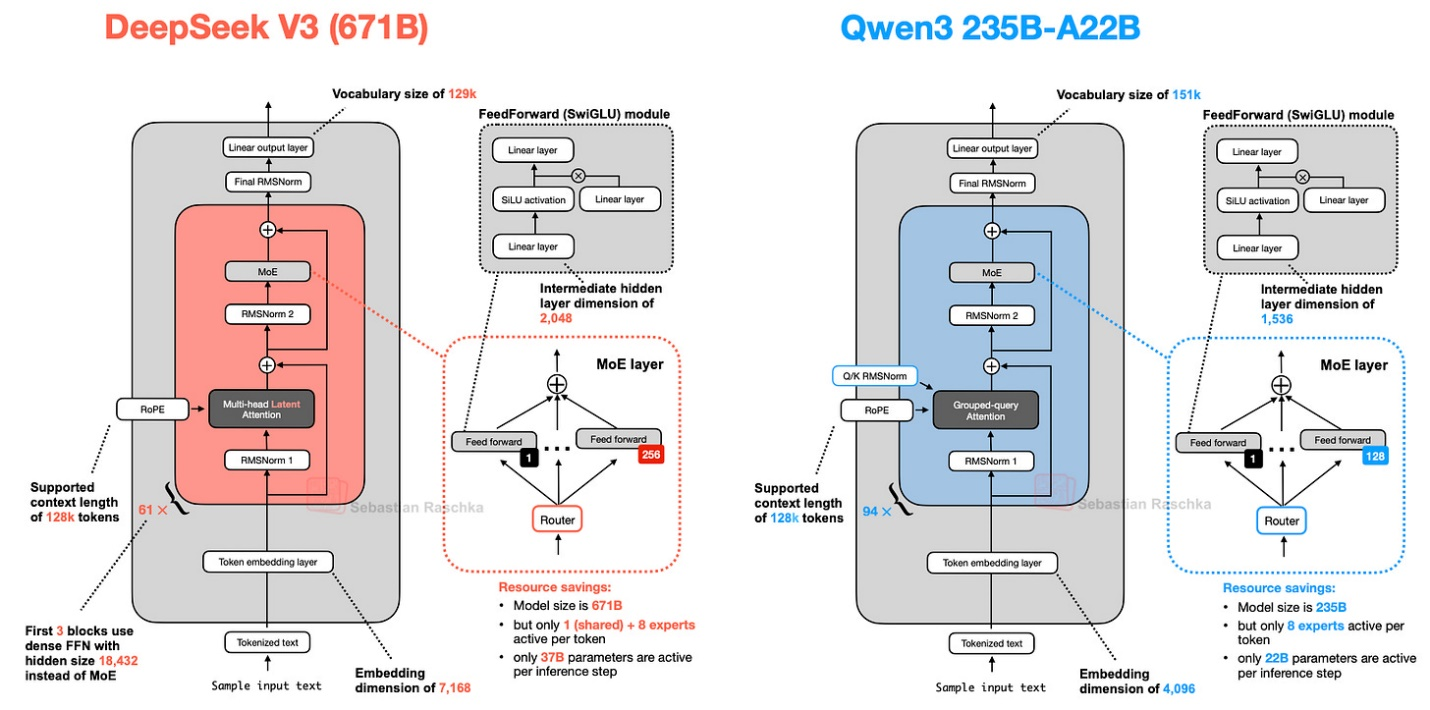 DeepSeek V3 (671B)
Vocabulary size of 129k
FeedForward (SwiGLU) module
Linear output layer
Linear layer
Final RMSNorm
SiLU activation
Linear layer
Linear layer
MoE
Intermediate hidden
layer dimension of
2,048
RMSNorm 2
MoE layer
RoPE
Multi-head Latent
Attention
Feed forward
1
Feed forward
256
RMSNorm 1
Supported
context length
of 128k tokens
61 ×
Sebastian Raschka
Router
Token embedding layer
First 3 blocks use
dense FFN with
hidden size 18,432
instead of MoE
Tokenized text
Sample input text
Embedding
dimension of 7,168
Resource savings:
• Model size is 671B
• but only 1 (shared) + 8 experts
active per token
• only 37B parameters are active
per inference step
Qwen3 235B-A22B
Vocabulary size of 151k
FeedForward (SwiGLU) module
Linear output layer
Linear layer
Final RMSNorm
SiLU activation
Linear layer
Linear layer
MoE
Intermediate hidden
layer dimension of
1,536
RMSNorm 2
MoE layer
Q/K RMSNorm
RoPE
Grouped-query
Attention
Feed forward
1
Feed forward
128
RMSNorm 1
Supported
context length
of 128k tokens
94 ×
Sebastian Raschka
Router
Token embedding layer
Tokenized text
Sample input text
Embedding
dimension of 4,096
Resource savings:
• Model size is 235B
• but only 8 experts active per
token
• only 22B parameters are active
per inference step